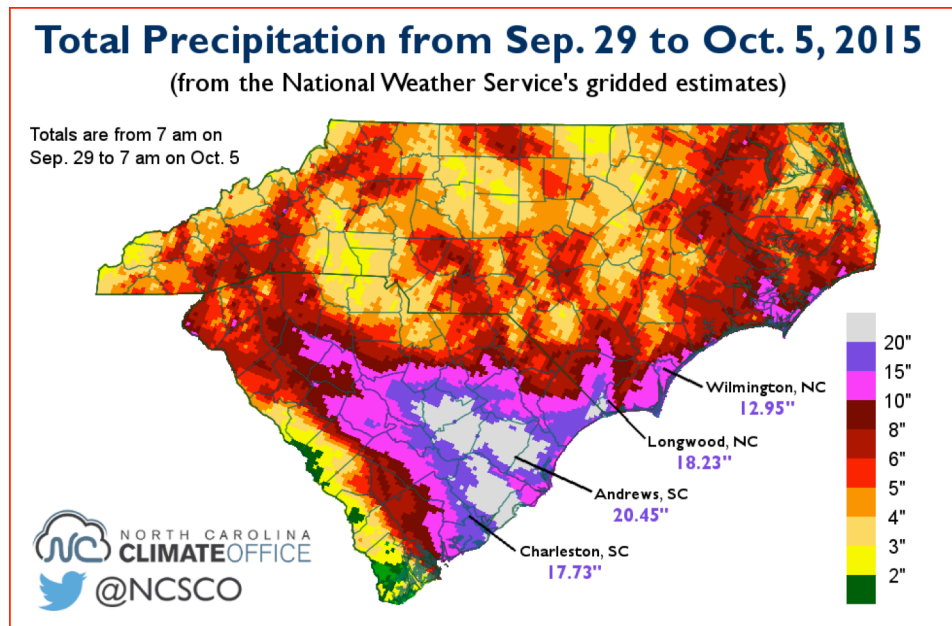 Total Precipitation from Sep. 29 to Oct. 5, 2015
(from the National Weather Service's gridded estimates)
Totals are from 7 am on
Sep. 29 to 7 am on Oct. 5
20"
15"
10"
8"
6"
5"
4"
3"
2"
Wilmington, NC
12.95"
Longwood, NC
18.23"
Andrews, SC
20.45"
Charleston, SC
17.73"
NC
NORTH CAROLINA
CLIMATEOFFICE
@NCSCO